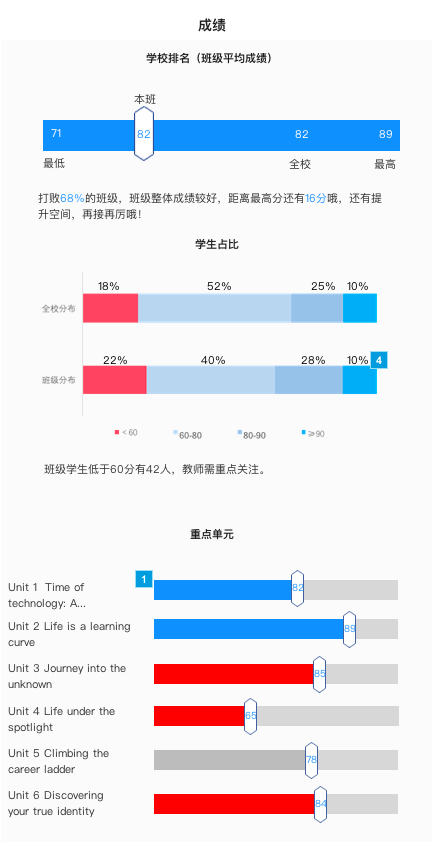 成绩
学校排名（班级平均成绩）
本班
71
82
82
89
最低
全校
最高
打败68%的班级，班级整体成绩较好，距离最高分还有16分哦，还有提
升空间，再接再厉哦！
学生占比
18%
52%
25%
10%
全校分布
22%
40%
28%
10%
4
班级分布
< 60
60-80
80-90
≥90
班级学生低于60分有42人，教师需重点关注。
重点单元
1
Unit 1 Time of
technology: A...
82
Unit 2 Life is a learning
curve
89
Unit 3 Journey into the
unknown
85
Unit 4 Life under the
spotlight
65
Unit 5 Climbing the
career ladder
78
Unit 6 Discovering
your true identity
84